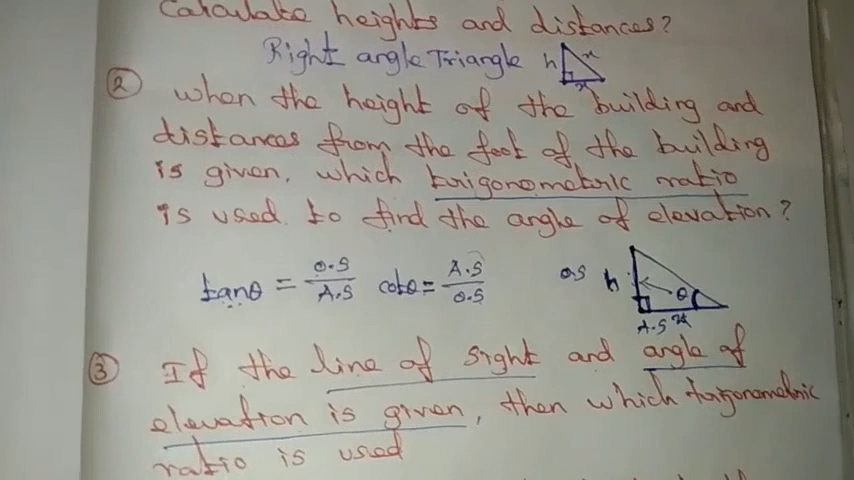 Calculate heights and distances?
Right angle Triangle h x x
② when the height of the building and
distances from the foot of the building
is given, which trigonometric ratio
is used to find the angle of elevation?
tanθ = O.S / A.S cotθ = A.S / O.S OS h θ A.S x
③ If the line of sight and angle of
elevation is given, then which trigonometric
ratio is used